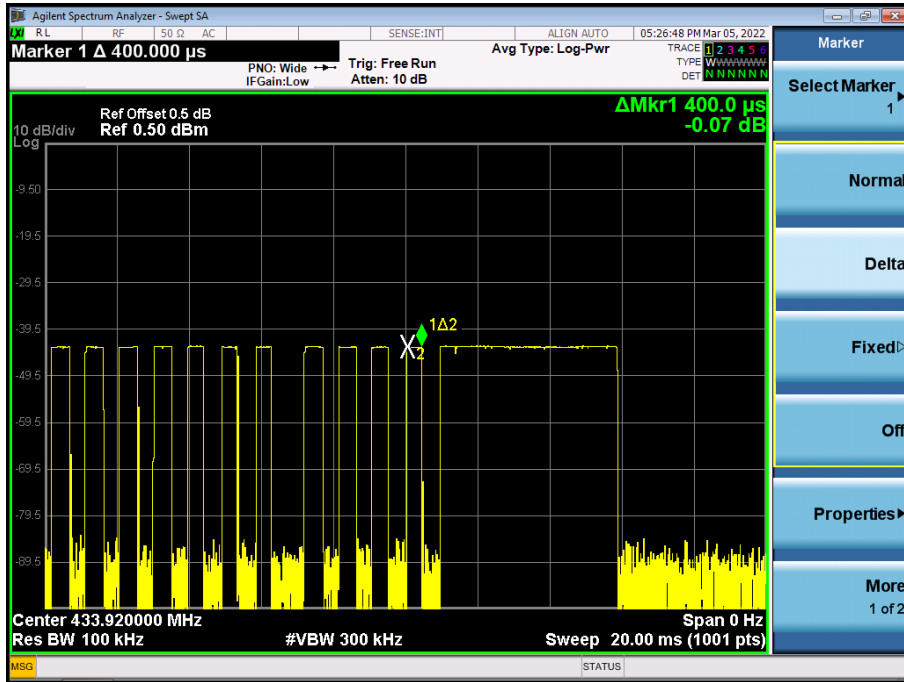 Agilent Spectrum Analyzer - Swept SA
LXI RL RF 50 Ω AC SENSE:INT ALIGN AUTO 05:26:48 PM Mar 05, 2022
Marker 1 Δ 400.000 µs
PNO: Wide
IFGain:Low
Trig: Free Run
Atten: 10 dB
Avg Type: Log-Pwr
TRACE 1 2 3 4 5 6
TYPE WWWWWW
DET N N N N N N
ΔMkr1 400.0 µs
-0.07 dB
Ref Offset 0.5 dB
10 dB/div Ref 0.50 dBm
Log
-9.50
-19.5
-29.5
-39.5
-49.5
-59.5
-69.5
-79.5
-89.5
1Δ2
2
Center 433.920000 MHz Span 0 Hz
Res BW 100 kHz #VBW 300 kHz Sweep 20.00 ms (1001 pts)
MSG STATUS
Marker
Select Marker
1
Normal
Delta
Fixed
Off
Properties
More
1 of 2